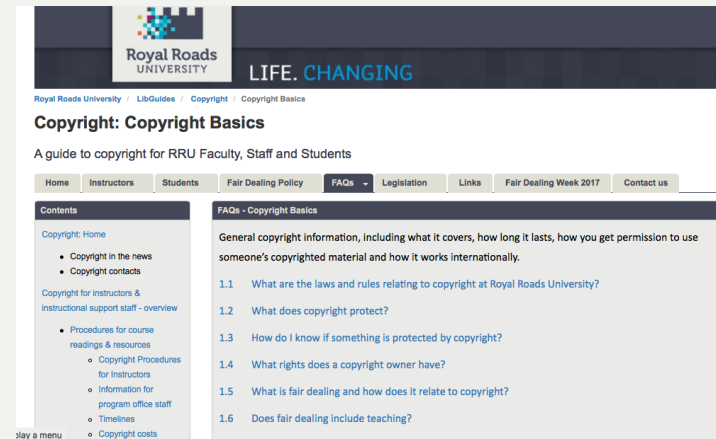 Royal Roads
UNIVERSITY
LIFE. CHANGING
Royal Roads University / LibGuides / Copyright / Copyright Basics
Copyright: Copyright Basics
A guide to copyright for RRU Faculty, Staff and Students
Home Instructors Students Fair Dealing Policy FAQs Legislation Links Fair Dealing Week 2017 Contact us
Contents
Copyright: Home
Copyright in the news
Copyright contacts
Copyright for instructors &
instructional support staff - overview
Procedures for course
readings & resources
Copyright Procedures
for Instructors
Information for
program office staff
Timelines
Copyright costs
FAQs - Copyright Basics
General copyright information, including what it covers, how long it lasts, how you get permission to use
someone's copyrighted material and how it works internationally.
1.1 What are the laws and rules relating to copyright at Royal Roads University?
1.2 What does copyright protect?
1.3 How do I know if something is protected by copyright?
1.4 What rights does a copyright owner have?
1.5 What is fair dealing and how does it relate to copyright?
1.6 Does fair dealing include teaching?
play a menu